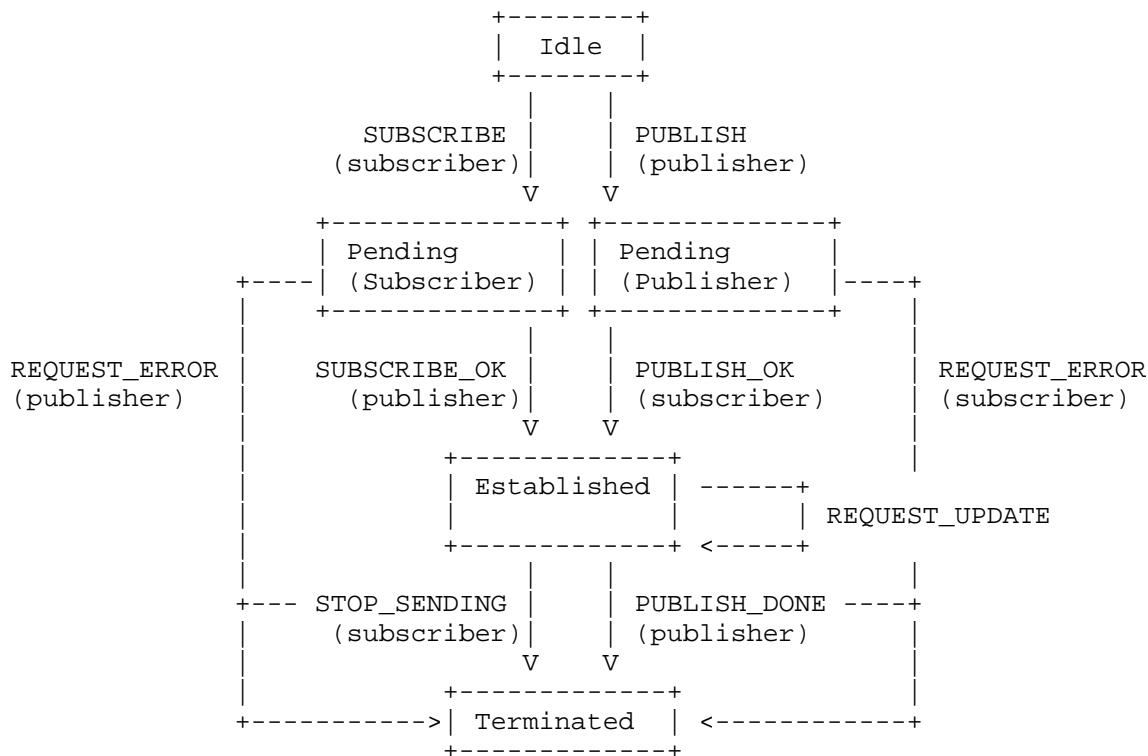 Idle
SUBSCRIBE PUBLISH
(subscriber) (publisher)
Pending Pending
(Subscriber) (Publisher)
REQUEST_ERROR SUBSCRIBE_OK PUBLISH_OK REQUEST_ERROR
(publisher) (publisher) (subscriber) (subscriber)
Established
REQUEST_UPDATE
STOP_SENDING PUBLISH_DONE
(subscriber) (publisher)
Terminated